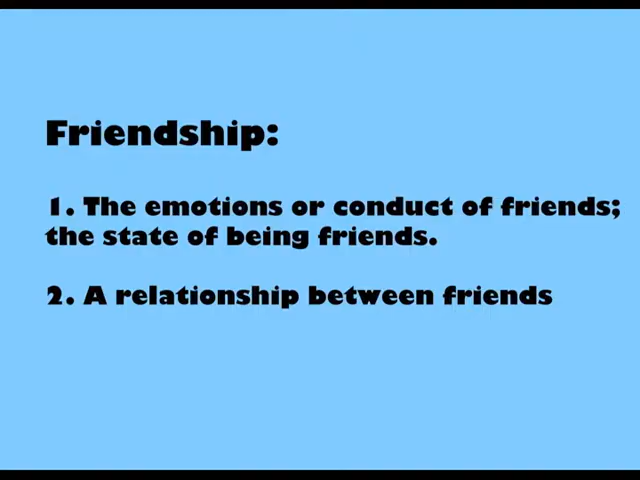 Friendship:
1. The emotions or conduct of friends;
the state of being friends.
2. A relationship between friends